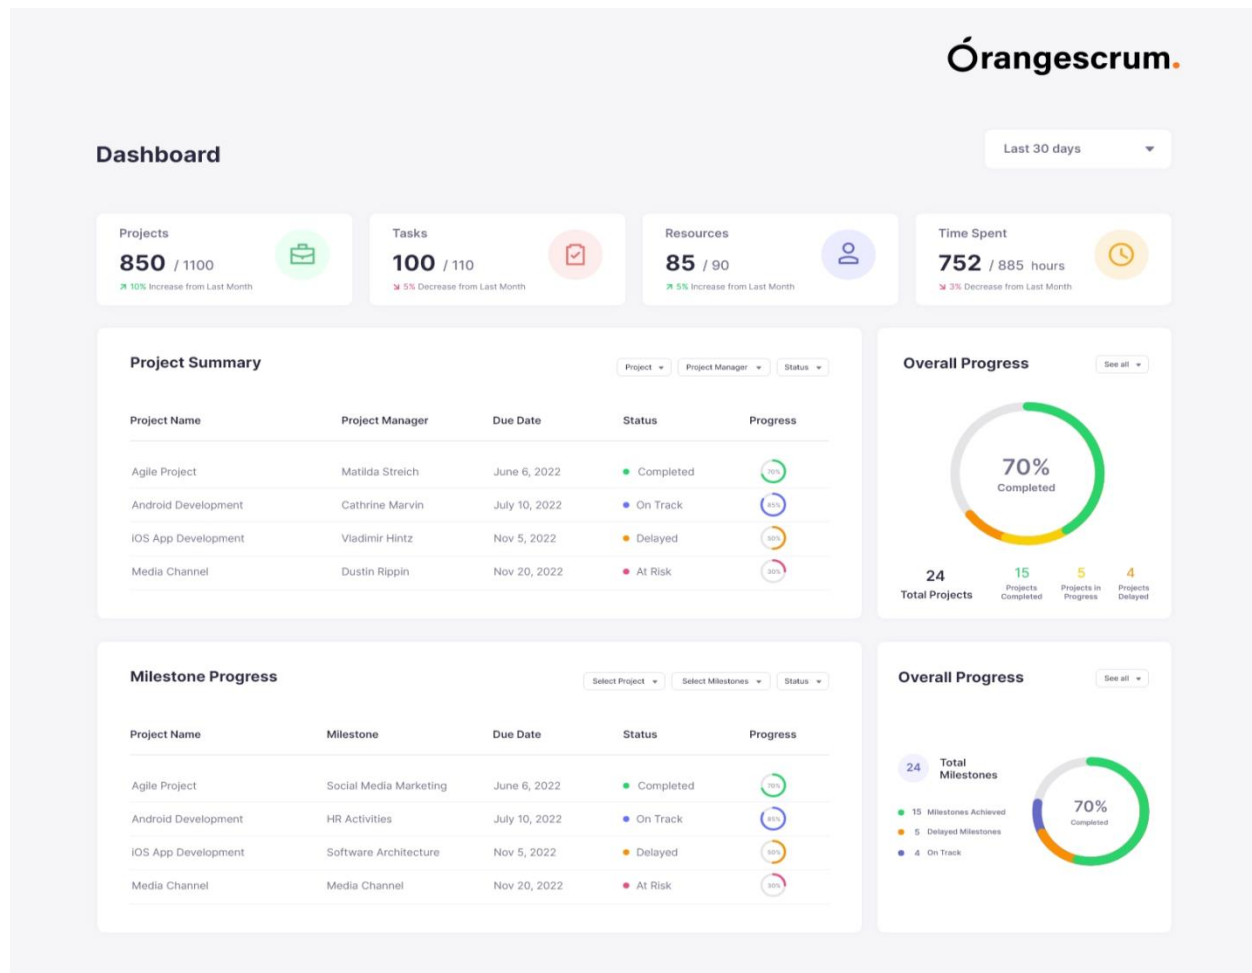 Órangescrum.
Dashboard
Last 30 days
Projects
850 / 1100
10% Increase from Last Month
Tasks
100 / 110
5% Decrease from Last Month
Resources
85 / 90
5% Increase from Last Month
Time Spent
752 / 885 hours
3% Decrease from Last Month
Project Summary
Project
Project Manager
Status
Project Name Project Manager Due Date Status Progress
Agile Project Matilda Streich June 6, 2022 Completed 70%
Android Development Cathrine Marvin July 10, 2022 On Track 85%
iOS App Development Vladimir Hintz Nov 5, 2022 Delayed 50%
Media Channel Dustin Rippin Nov 20, 2022 At Risk 30%
Overall Progress
See all
70%
Completed
24
Total Projects
15
Projects
Completed
5
Projects in
Progress
4
Projects
Delayed
Milestone Progress
Select Project
Select Milestones
Status
Project Name Milestone Due Date Status Progress
Agile Project Social Media Marketing June 6, 2022 Completed 70%
Android Development HR Activities July 10, 2022 On Track 85%
iOS App Development Software Architecture Nov 5, 2022 Delayed 50%
Media Channel Media Channel Nov 20, 2022 At Risk 30%
Overall Progress
See all
24
Total
Milestones
15 Milestones Achieved
5 Delayed Milestones
4 On Track
70%
Completed